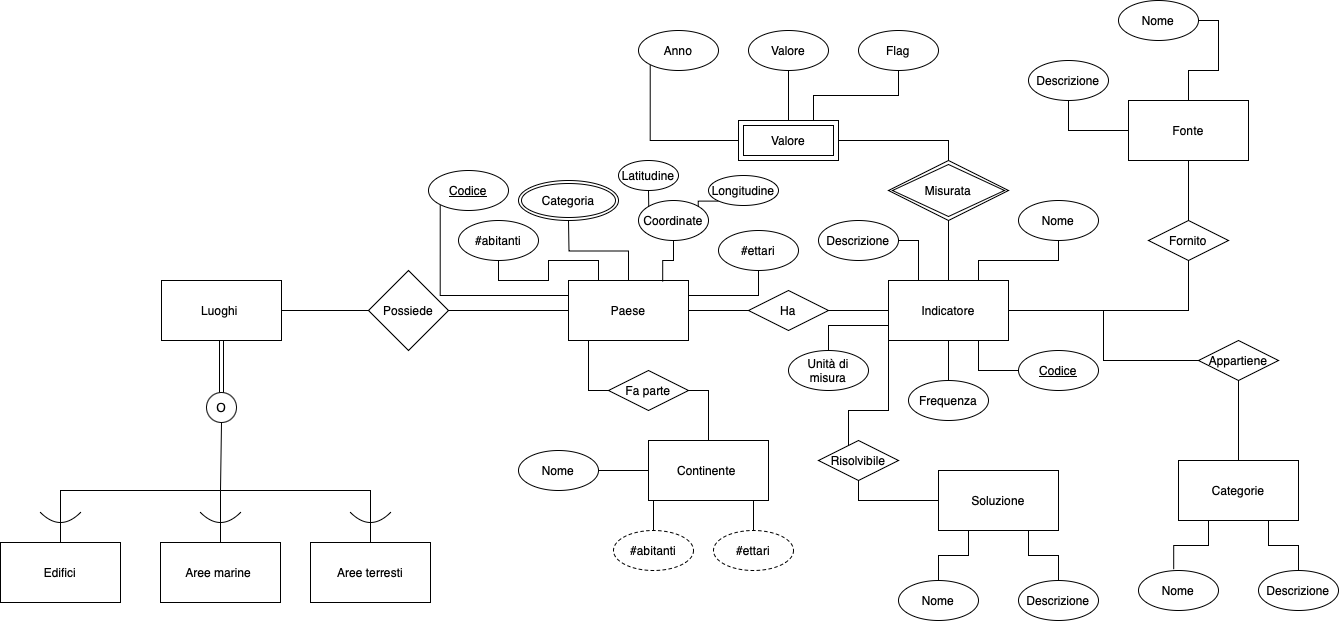 Nome
Anno
Valore
Flag
Descrizione
Fonte
Valore
Codice
Categoria
Latitudine
Longitudine
Misurata
Coordinate
Nome
#abitanti
#ettari
Descrizione
Fornito
Luoghi
Possiede
Paese
Ha
Indicatore
Unità di
misura
Codice
Appartiene
Fa parte
Frequenza
O
Nome
Continente
Risolvibile
Soluzione
Categorie
#abitanti
#ettari
Edifici
Aree marine
Aree terresti
Nome
Descrizione
Nome
Descrizione